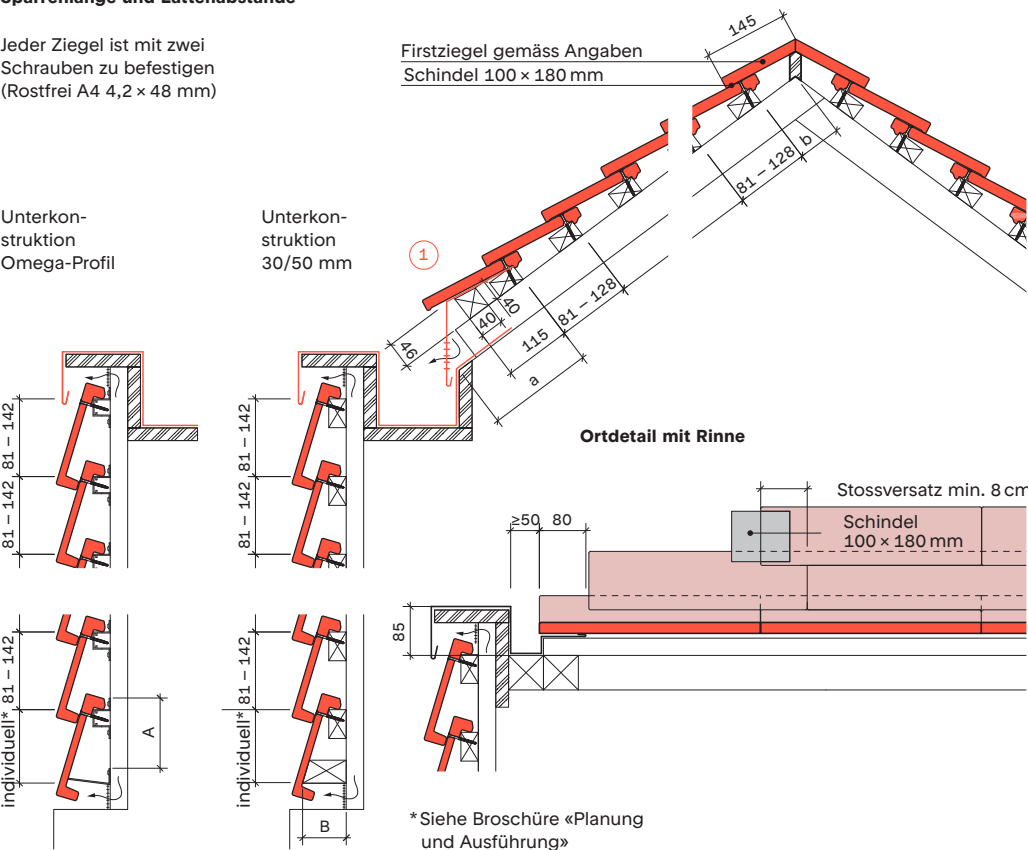 Sparrenlänge und Lattenabstände
Jeder Ziegel ist mit zwei
Schrauben zu befestigen
(Rostfrei A4 4,2 × 48 mm)
Firstziegel gemäss Angaben
Schindel 100 × 180 mm
145
b
81 – 128
Unterkon-
struktion
Omega-Profil
Unterkon-
struktion
30/50 mm
1
40
40
81 – 128
46
115
a
81 – 142
81 – 142
81 – 142
81 – 142
Ortdetail mit Rinne
Stossversatz min. 8 cm
Schindel
100 × 180 mm
≥50
80
85
81 – 142
individuell*
A
81 – 142
individuell*
B
* Siehe Broschüre «Planung
und Ausführung»